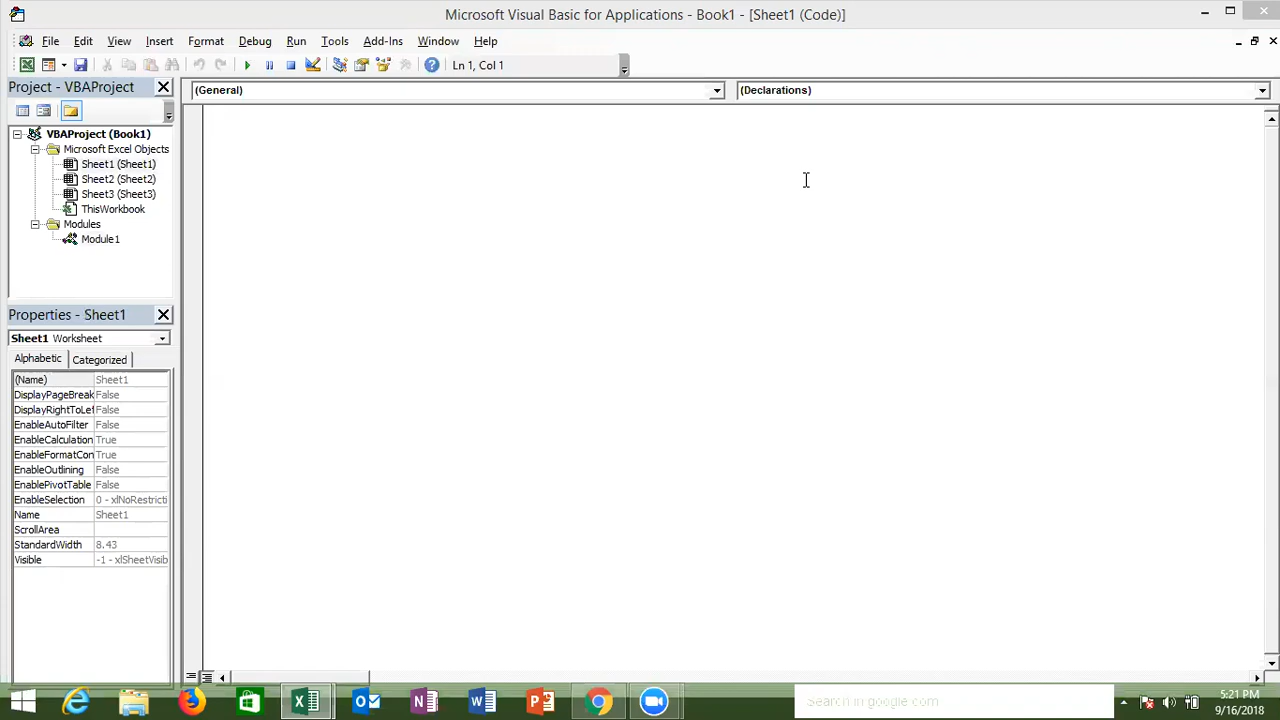 Microsoft Visual Basic for Applications - Book1 - [Sheet1 (Code)]
File Edit View Insert Format Debug Run Tools Add-Ins Window Help
Ln 1, Col 1
Project - VBAProject
(General)
(Declarations)
VBAProject (Book1)
Microsoft Excel Objects
Sheet1 (Sheet1)
Sheet2 (Sheet2)
Sheet3 (Sheet3)
ThisWorkbook
Modules
Module1
Properties - Sheet1
Sheet1 Worksheet
Alphabetic Categorized
(Name) Sheet1
DisplayPageBreak False
DisplayRightToLef False
EnableAutoFilter False
EnableCalculation True
EnableFormatCon True
EnableOutlining False
EnablePivotTable False
EnableSelection 0 - xlNoRestricti
Name Sheet1
ScrollArea
StandardWidth 8.43
Visible -1 - xlSheetVisib
Search in google.com
5:21 PM
9/16/2018